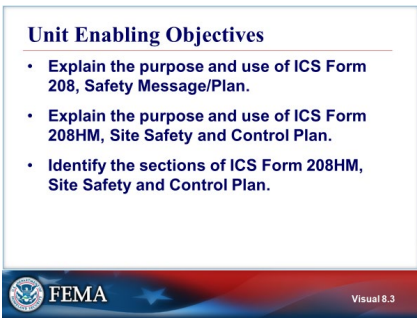 Unit Enabling Objectives
• Explain the purpose and use of ICS Form
208, Safety Message/Plan.
• Explain the purpose and use of ICS Form
208HM, Site Safety and Control Plan.
• Identify the sections of ICS Form 208HM,
Site Safety and Control Plan.
FEMA
Visual 8.3